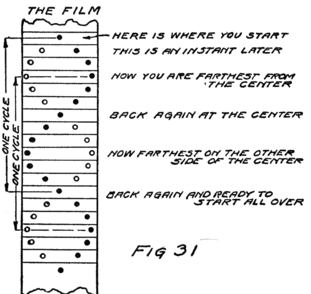 THE FILM
HERE IS WHERE YOU START
THIS IS AN INSTANT LATER
NOW YOU ARE FARTHEST FROM
THE CENTER
BACK AGAIN AT THE CENTER
NOW FARTHEST ON THE OTHER
SIDE OF THE CENTER
BACK AGAIN AND READY TO
START ALL OVER
ONE CYCLE
ONE CYCLE
FIG 31